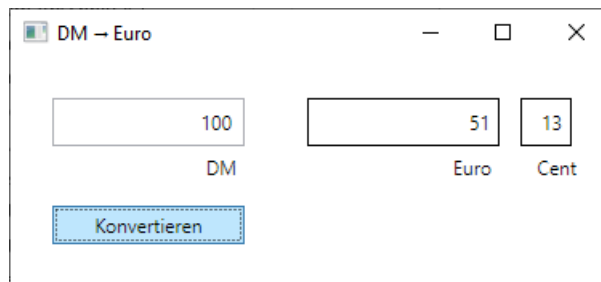 DM → Euro
100 51 13
DM Euro Cent
Konvertieren